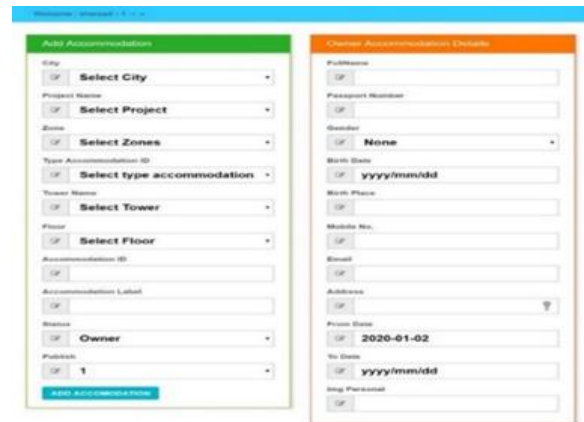 Add Accommodation
City
Select City
Project Name
Select Project
Zone
Select Zones
Type Accommodation ID
Select type accommodation
Tower Name
Select Tower
Floor
Select Floor
Accommodation ID
Accommodation Label
Status
Owner
Publish
1
ADD ACCOMODATION
Owner Accommodation Details
FullName
Passport Number
Gender
None
Birth Date
yyyy/mm/dd
Birth Place
Mobile No.
Email
Address
From Date
2020-01-02
To Date
yyyy/mm/dd
Img Personal